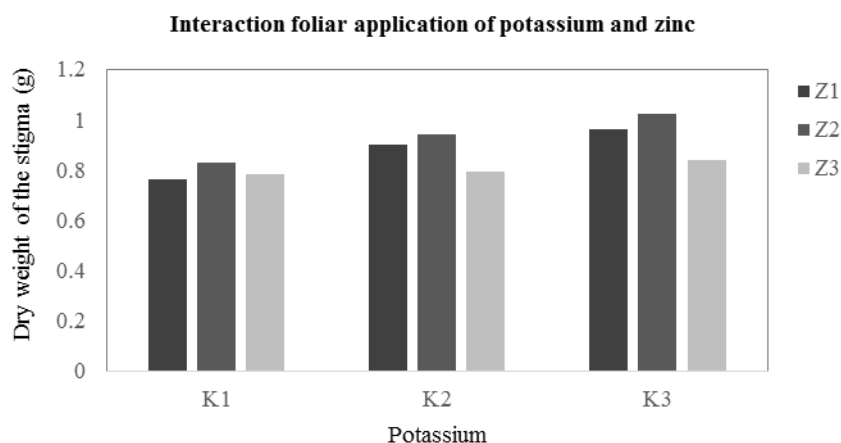 Interaction foliar application of potassium and zinc
Dry weight of the stigma (g)
1.2
1
0.8
0.6
0.4
0.2
0
K1
K2
K3
Potassium
Z1
Z2
Z3